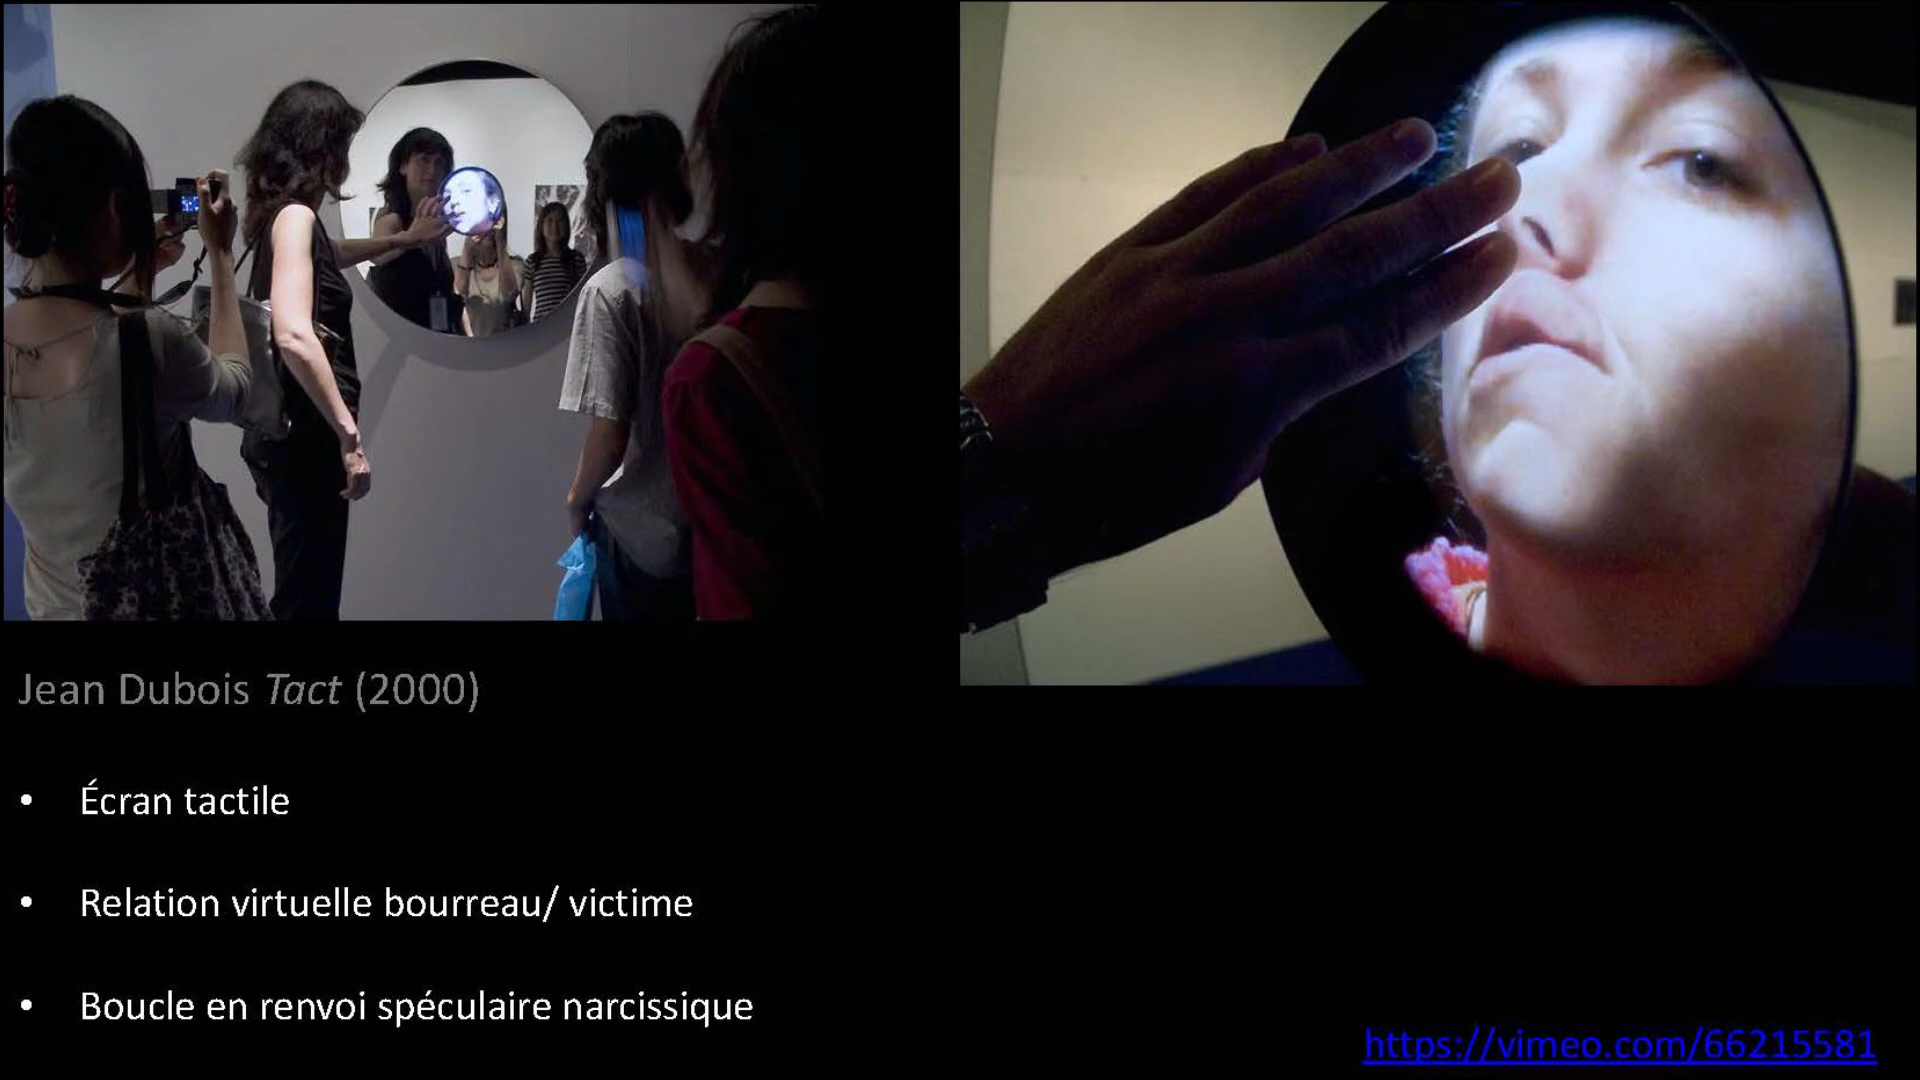 Jean Dubois Tact (2000)
• Écran tactile
• Relation virtuelle bourreau/ victime
• Boucle en renvoi spéculaire narcissique
https://vimeo.com/66215581